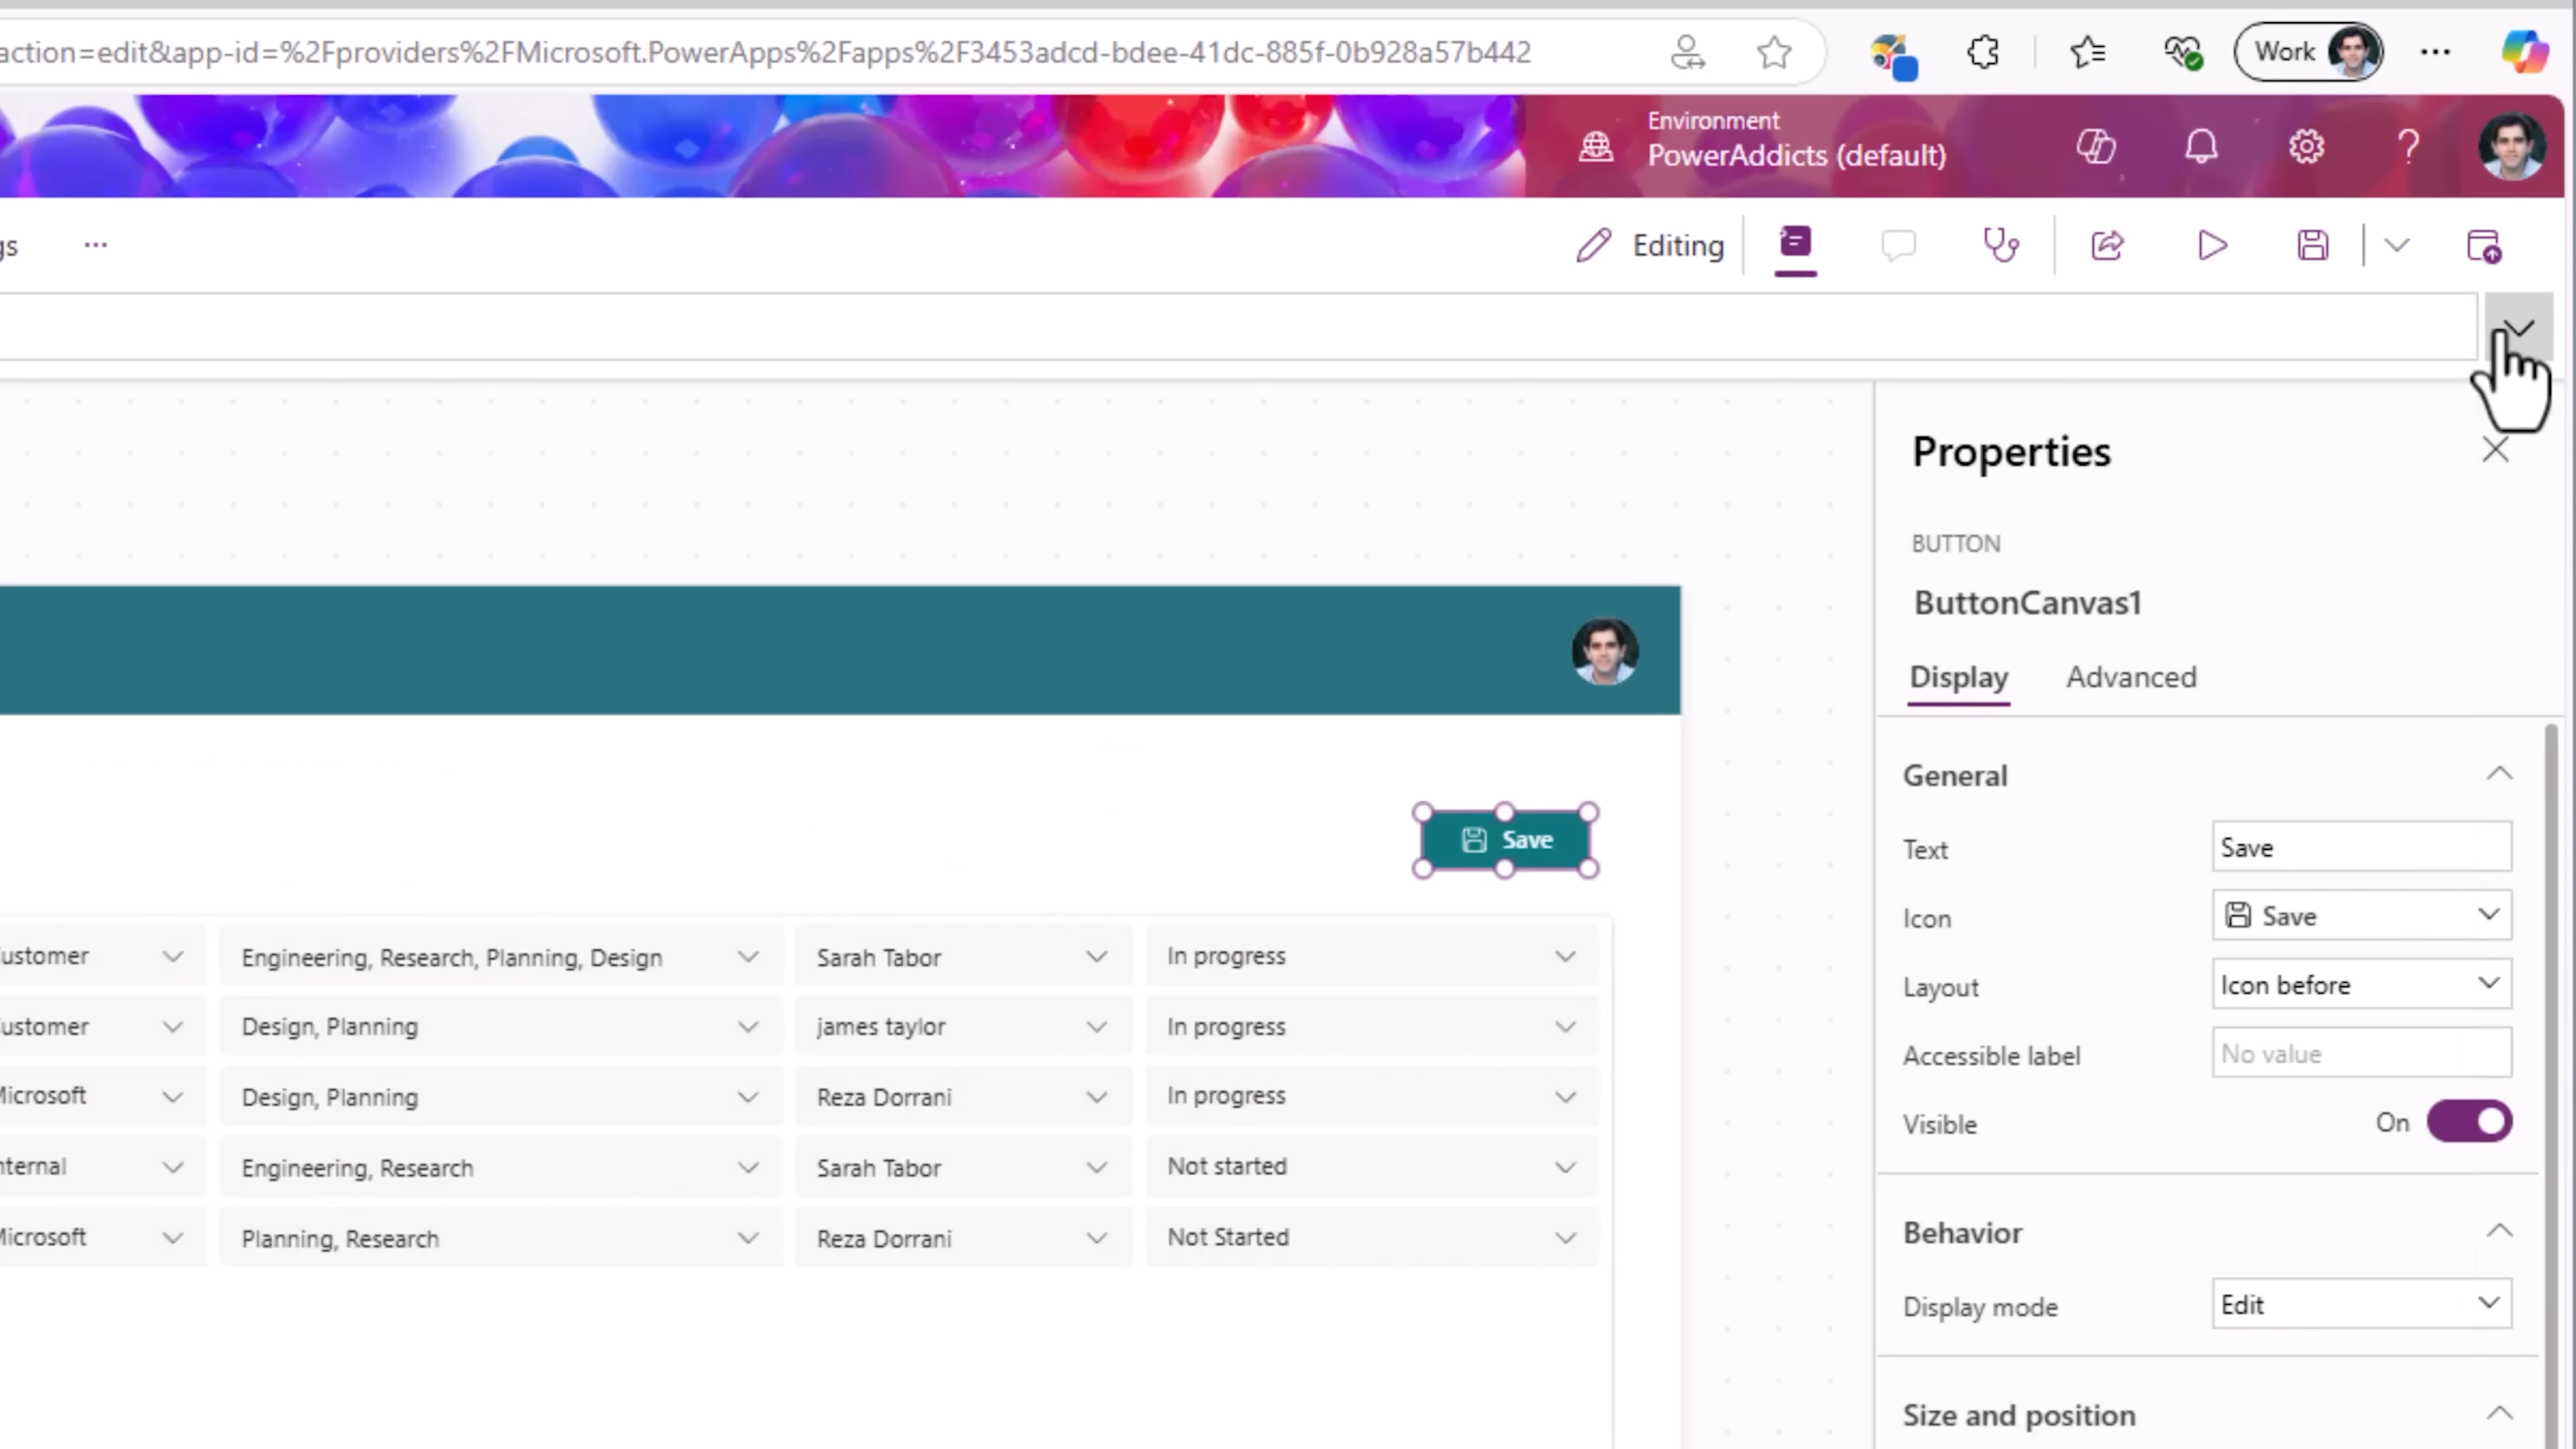 action=edit&app-id=%2Fproviders%2FMicrosoft.PowerApps%2Fapps%2F3453adcd-bdee-41dc-885f-0b928a57b442
Work
Environment
PowerAddicts (default)
gs
Editing
Properties
BUTTON
ButtonCanvas1
Display Advanced
General
Text Save
Icon Save
Layout Icon before
Accessible label No value
Visible On
Behavior
Display mode Edit
Size and position
Save
ustomer Engineering, Research, Planning, Design Sarah Tabor In progress
ustomer Design, Planning james taylor In progress
Microsoft Design, Planning Reza Dorrani In progress
nternal Engineering, Research Sarah Tabor Not started
Microsoft Planning, Research Reza Dorrani Not Started